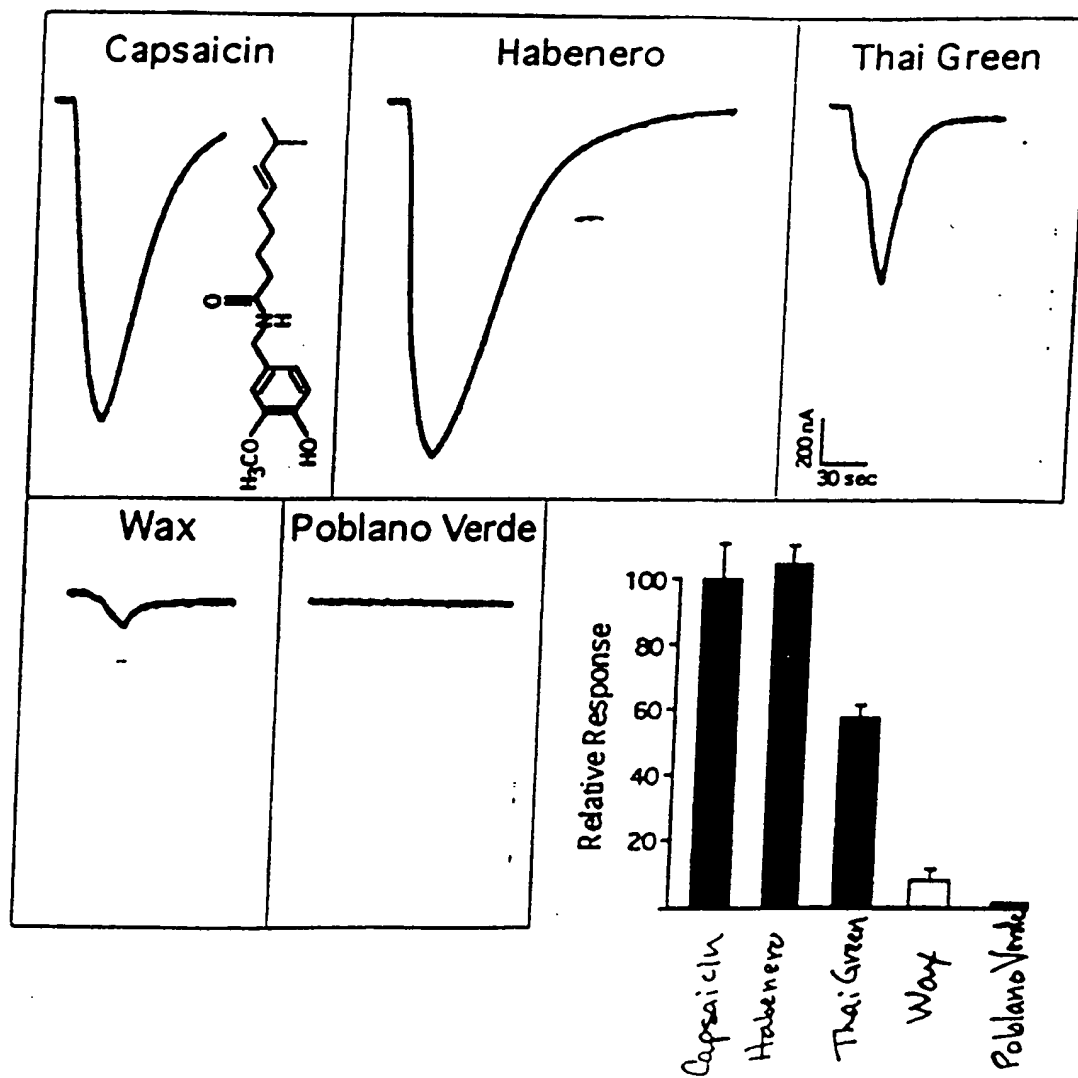 Capsaicin
Habenero
Thai Green
O
N
H
H₃CO
HO
200 nA
30 sec
Wax
Poblano Verde
Relative Response
100
80
60
40
20
Capsaicin
Habenero
Thai Green
Wax
Poblano Verde